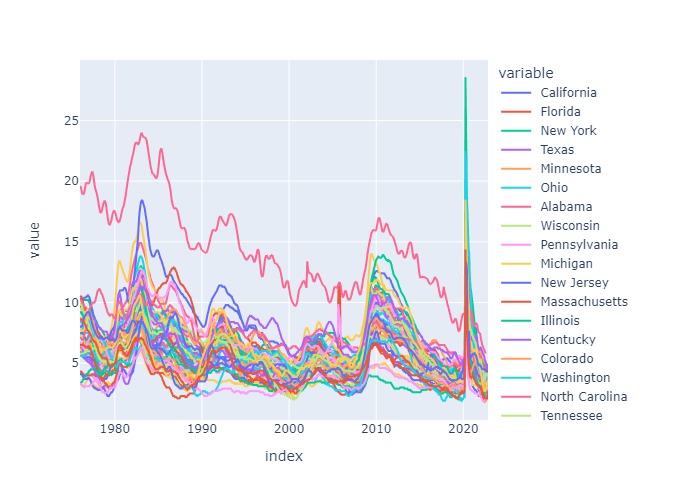 variable
California
Florida
New York
Texas
Minnesota
Ohio
Alabama
Wisconsin
Pennsylvania
Michigan
New Jersey
Massachusetts
Illinois
Kentucky
Colorado
Washington
North Carolina
Tennessee
value
25
20
15
10
5
1980 1990 2000 2010 2020
index